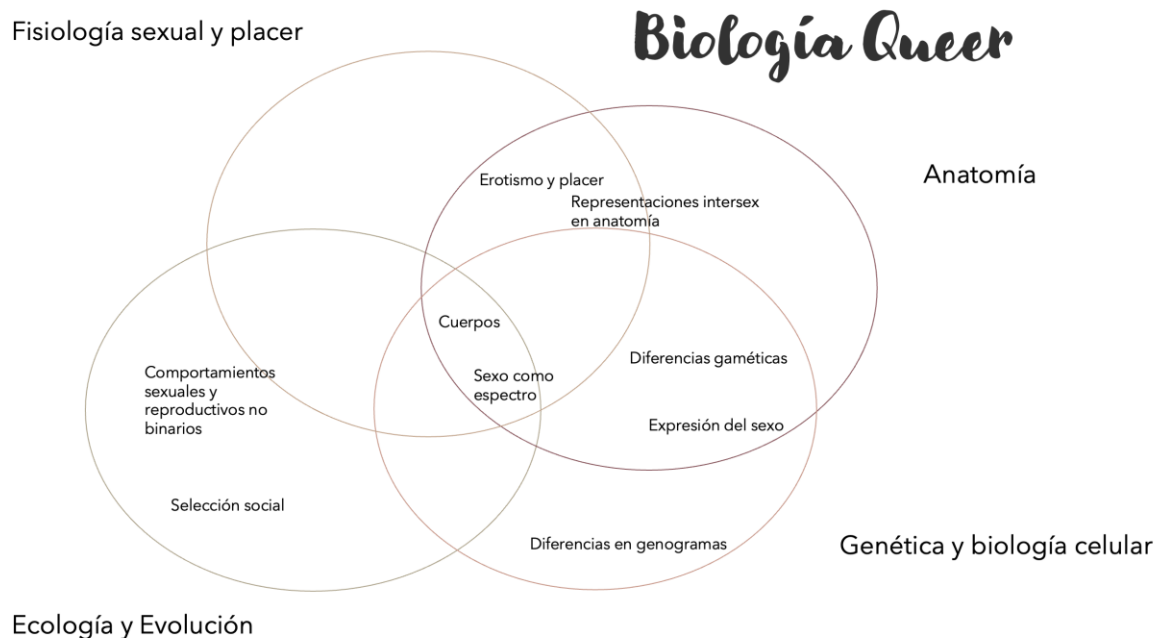 Fisiología sexual y placer
Biología Queer
Anatomía
Erotismo y placer
Representaciones intersex
en anatomía
Cuerpos
Diferencias gaméticas
Comportamientos
sexuales y
reproductivos no
binarios
Sexo como
espectro
Expresión del sexo
Selección social
Diferencias en genogramas
Genética y biología celular
Ecología y Evolución